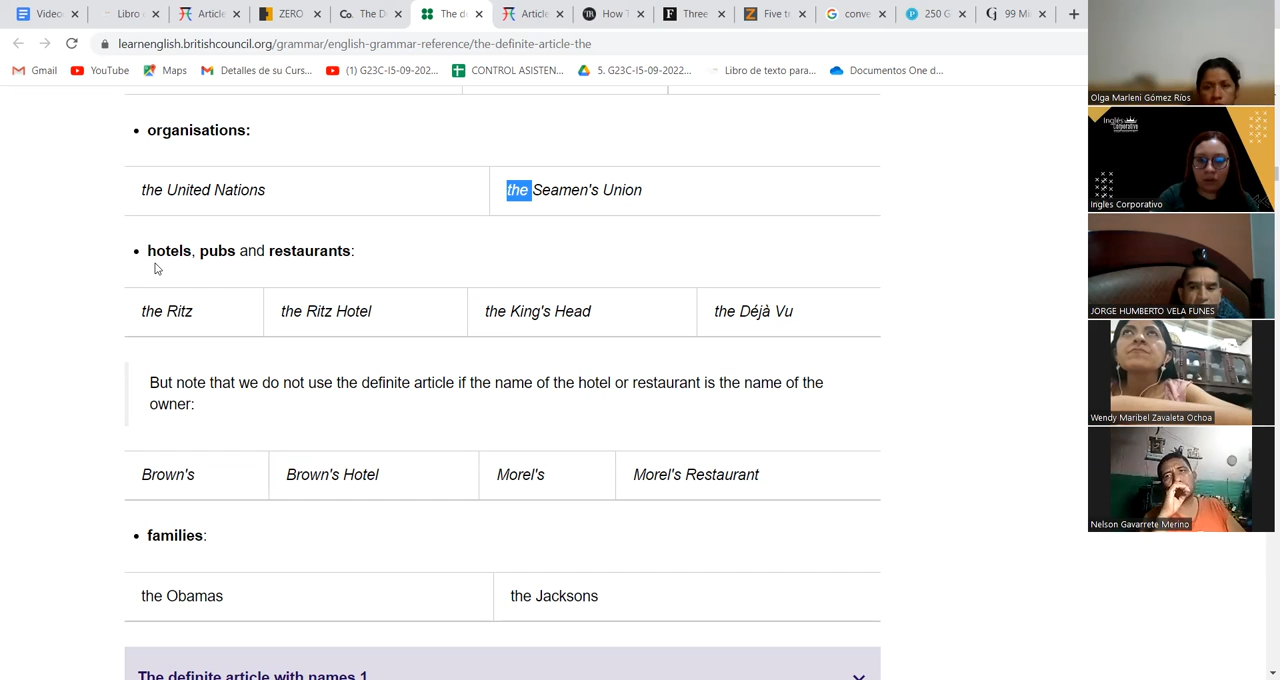 Video
Libro
Article
ZERO
Co. The D
The d
Article
How T
Three
Five t
G conve
250 G
99 Mi
learnenglish.britishcouncil.org/grammar/english-grammar-reference/the-definite-article-the
Gmail
YouTube
Maps
Detalles de su Curs...
(1) G23C-I5-09-202...
CONTROL ASISTEN...
5. G23C-I5-09-2022...
Libro de texto para...
Documentos One d...
• organisations:
the United Nations
the Seamen's Union
• hotels, pubs and restaurants:
the Ritz
the Ritz Hotel
the King's Head
the Déjà Vu
But note that we do not use the definite article if the name of the hotel or restaurant is the name of the
owner:
Brown's
Brown's Hotel
Morel's
Morel's Restaurant
• families:
the Obamas
the Jacksons
The definite article with names 1
Olga Marleni Gómez Ríos
Inglés
Corporativo
Ingles Corporativo
JORGE HUMBERTO VELA FUNES
Wendy Maribel Zavaleta Ochoa
Nelson Gavarrete Merino